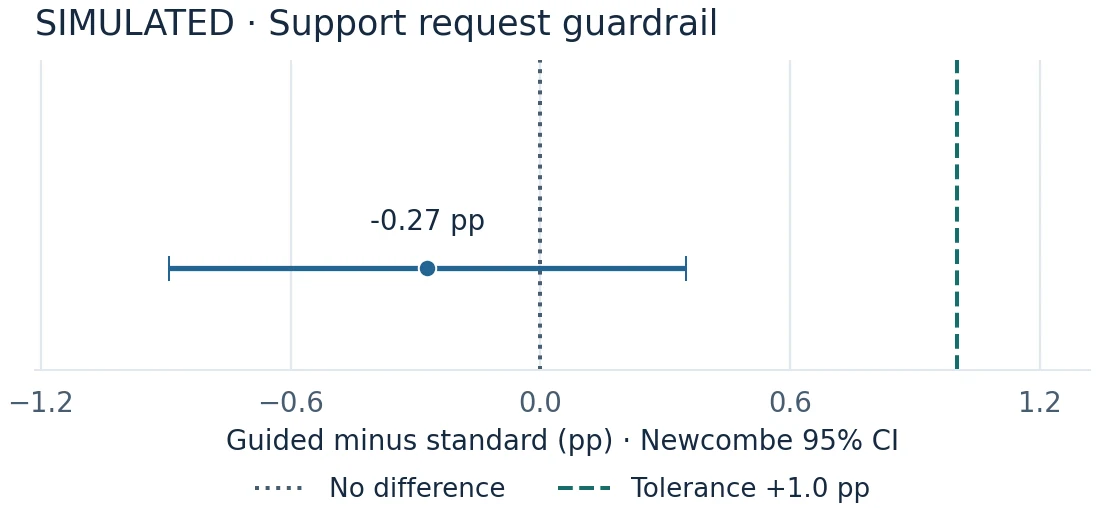 SIMULATED · Support request guardrail
-0.27 pp
−1.2 −0.6 0.0 0.6 1.2
Guided minus standard (pp) · Newcombe 95% CI
No difference Tolerance +1.0 pp